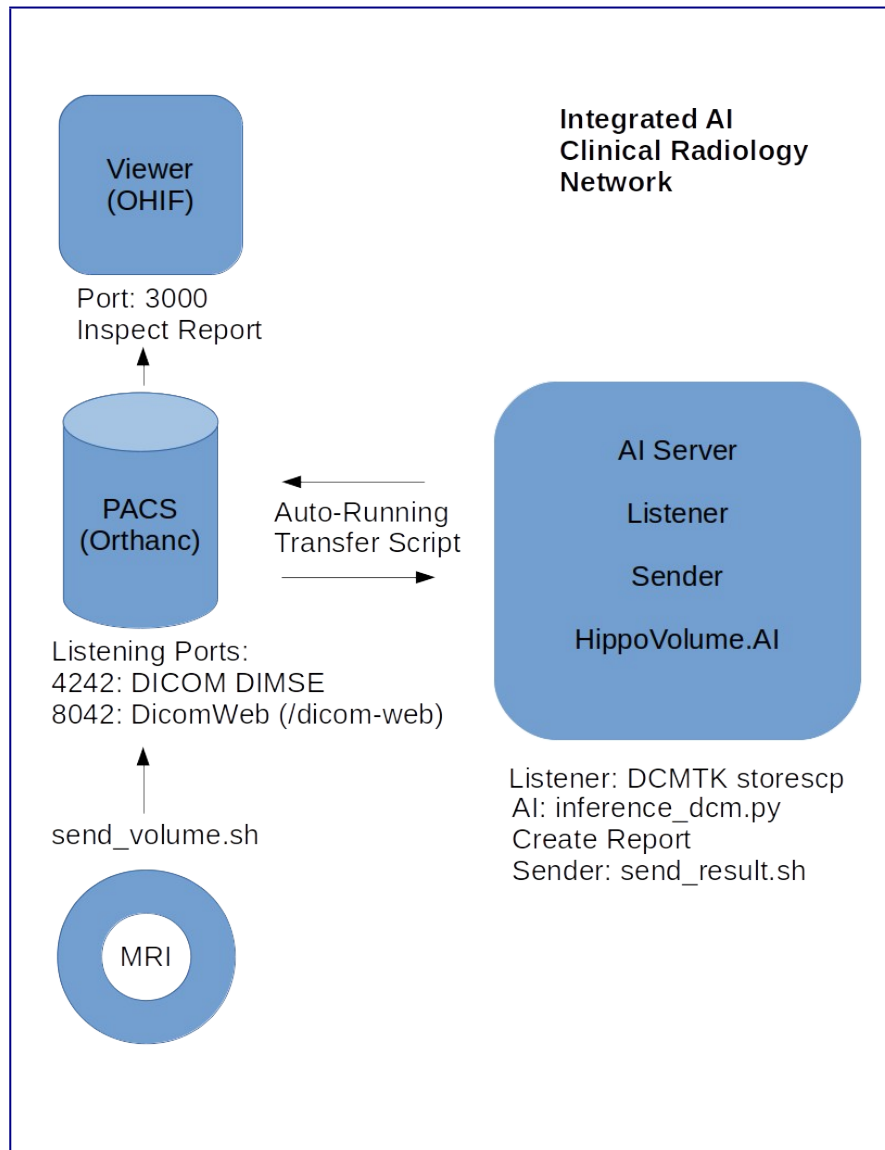 Integrated AI
Clinical Radiology
Network
Viewer
(OHIF)
Port: 3000
Inspect Report
PACS
(Orthanc)
Auto-Running
Transfer Script
AI Server
Listener
Sender
HippoVolume.AI
Listening Ports:
4242: DICOM DIMSE
8042: DicomWeb (/dicom-web)
Listener: DCMTK storescp
AI: inference_dcm.py
Create Report
Sender: send_result.sh
send_volume.sh
MRI